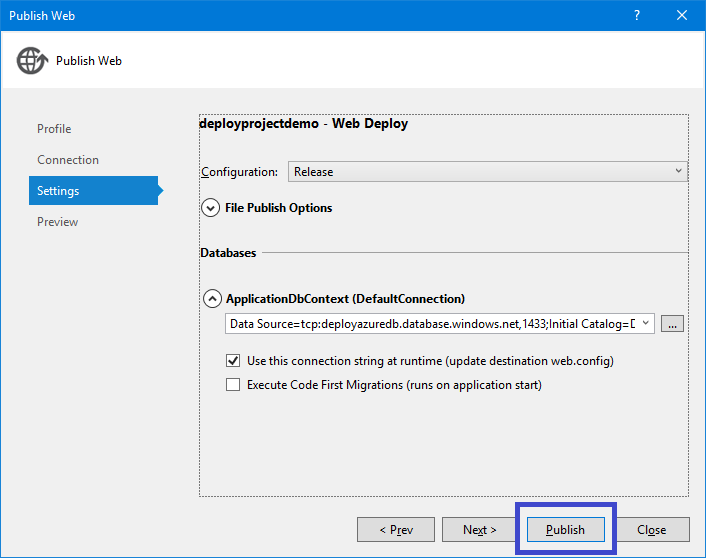 Publish Web
?
Publish Web
Profile
Connection
Settings
Preview
deployprojectdemo - Web Deploy
Configuration: Release
File Publish Options
Databases
ApplicationDbContext (DefaultConnection)
Data Source=tcp:deployazuredb.database.windows.net,1433;Initial Catalog=D ...
Use this connection string at runtime (update destination web.config)
Execute Code First Migrations (runs on application start)
< Prev Next > Publish Close